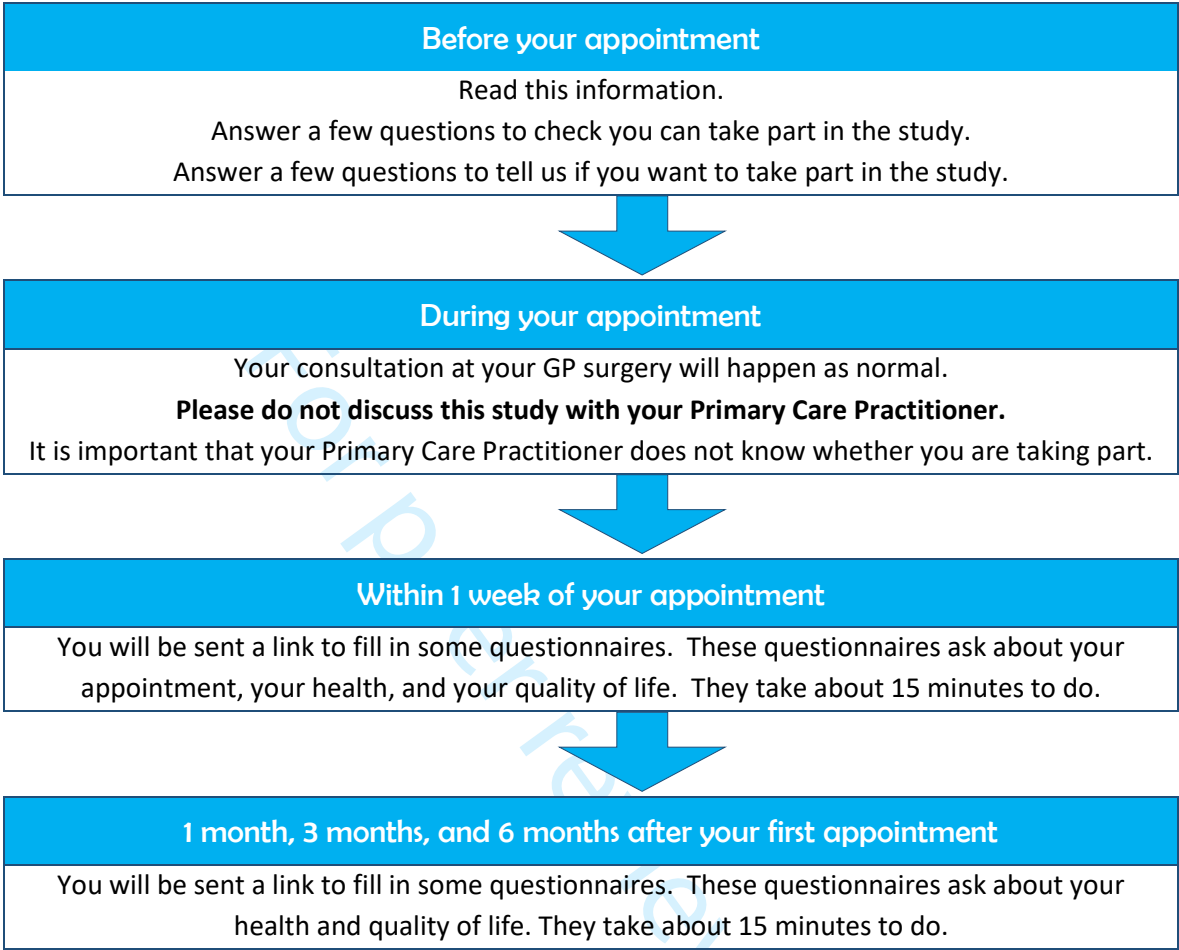 Before your appointment
Read this information.
Answer a few questions to check you can take part in the study.
Answer a few questions to tell us if you want to take part in the study.
During your appointment
Your consultation at your GP surgery will happen as normal.
Please do not discuss this study with your Primary Care Practitioner.
It is important that your Primary Care Practitioner does not know whether you are taking part.
Within 1 week of your appointment
You will be sent a link to fill in some questionnaires.  These questionnaires ask about your
appointment, your health, and your quality of life.  They take about 15 minutes to do.
1 month, 3 months, and 6 months after your first appointment
You will be sent a link to fill in some questionnaires.  These questionnaires ask about your
health and quality of life. They take about 15 minutes to do.
For peer re